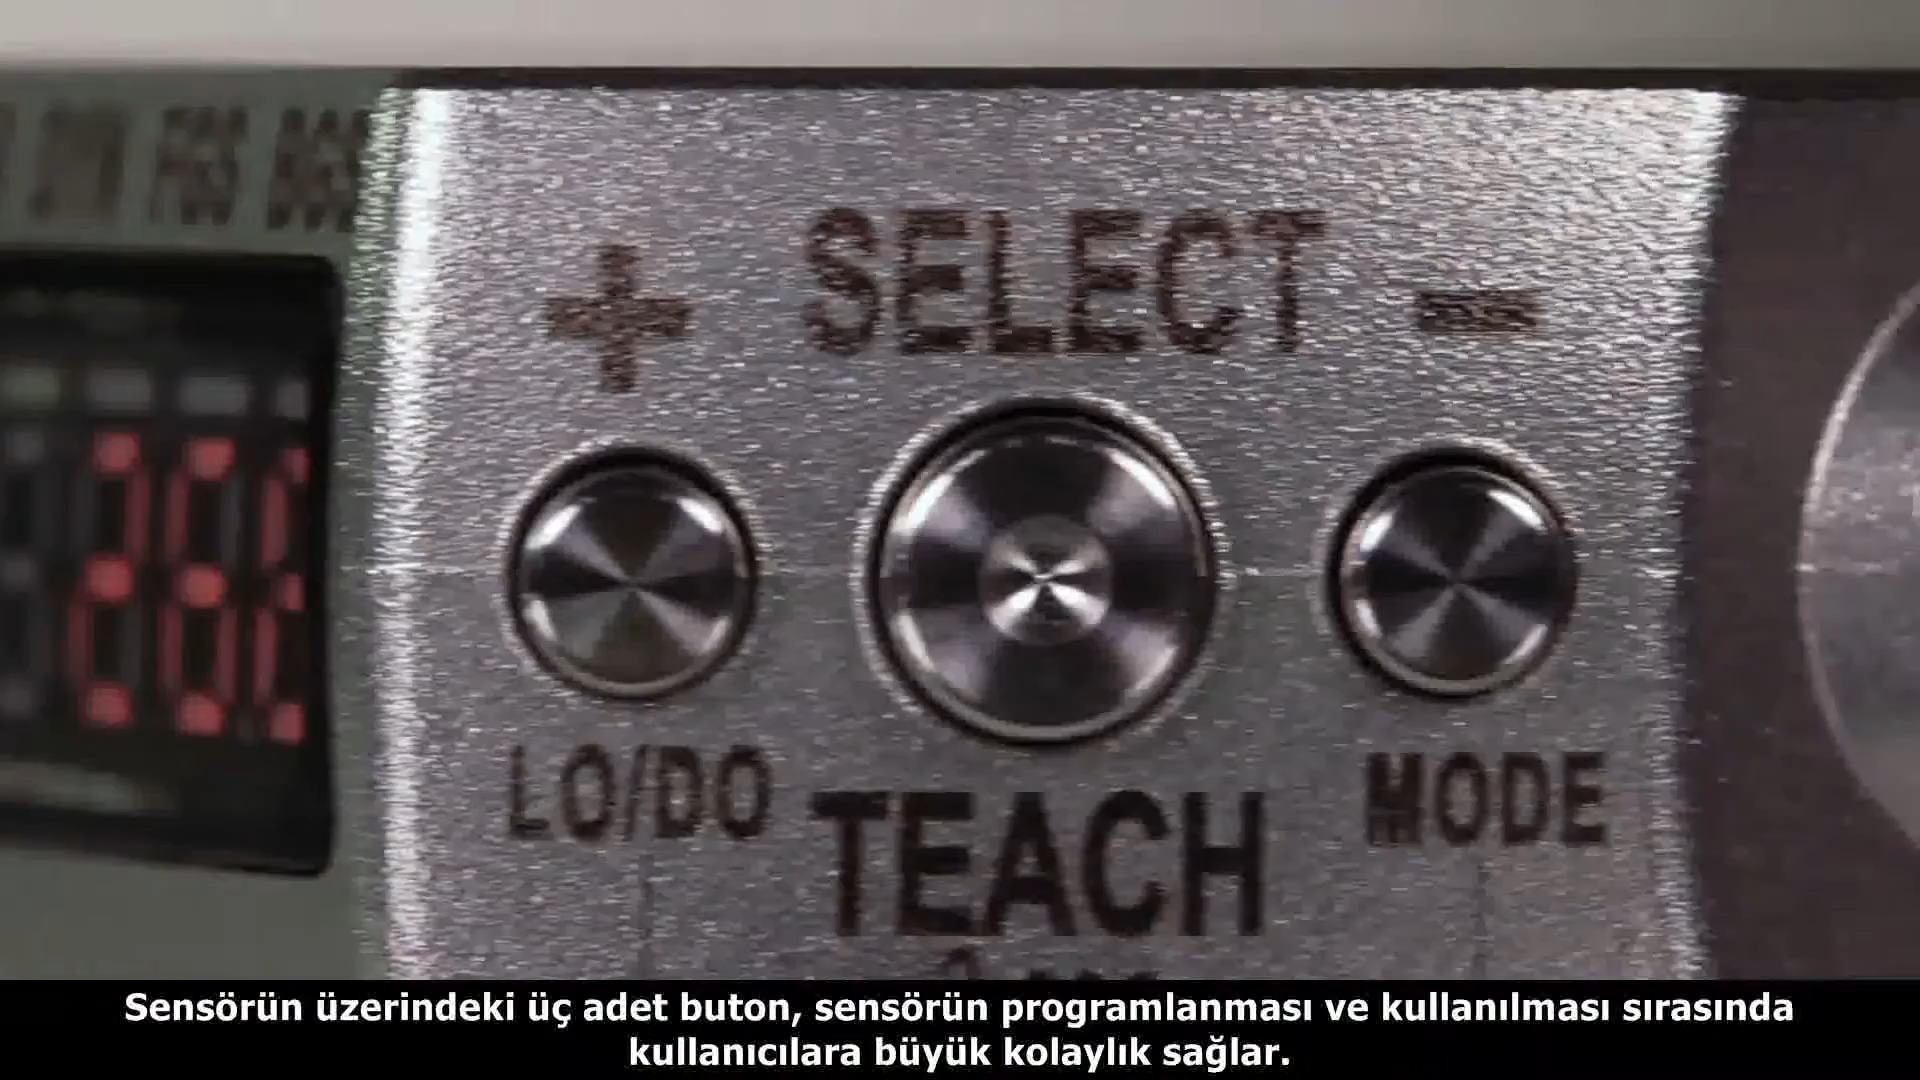 + SELECT -
LO/DO TEACH MODE
Sensörün üzerindeki üç adet buton, sensörün programlanması ve kullanılması sırasında
kullanıcılara büyük kolaylık sağlar.